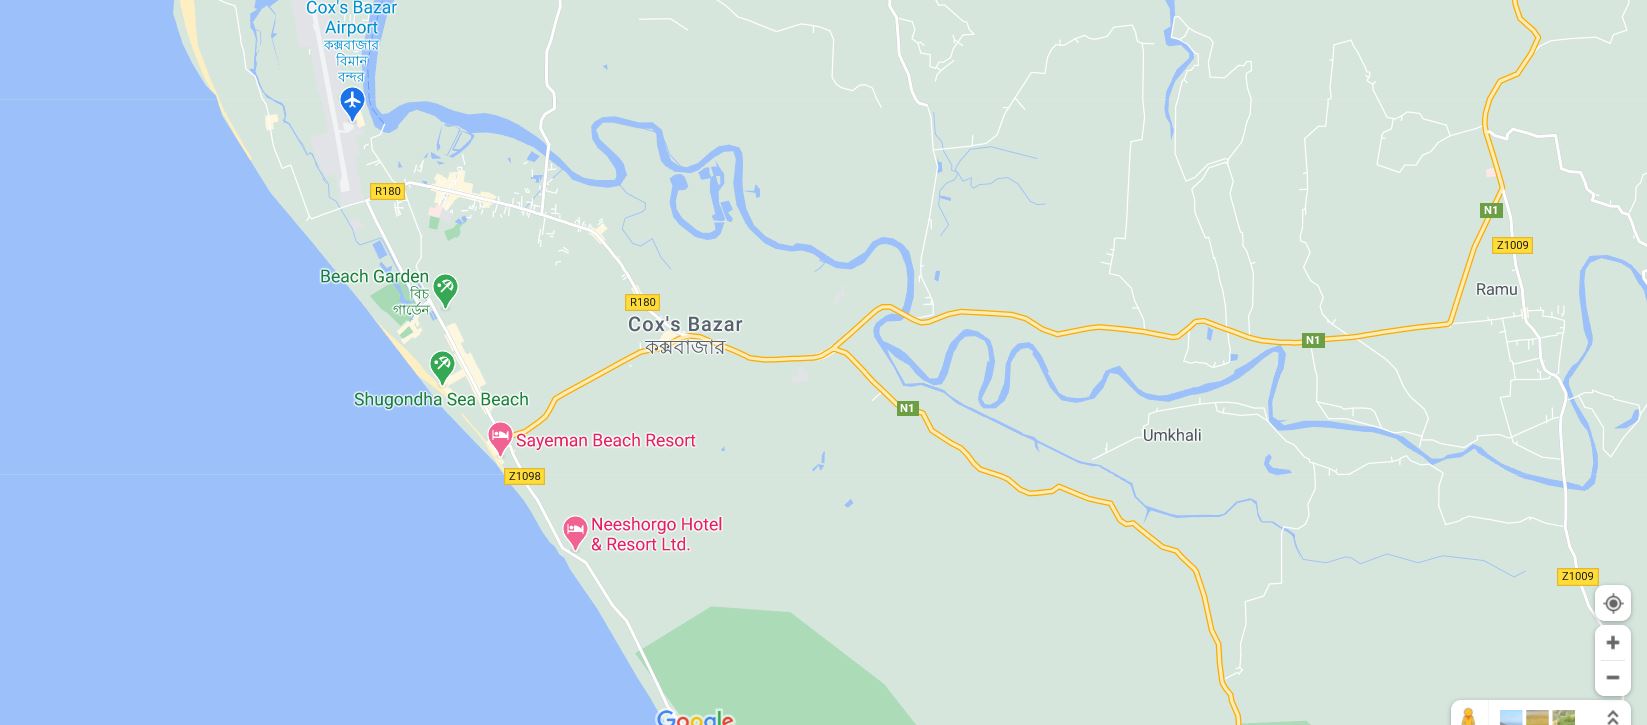 Cox's Bazar
Airport
কক্সবাজার
বিমান
বন্দর
R180
N1
Z1009
Beach Garden
বিচ
গার্ডেন
Ramu
R180
Cox's Bazar
কক্সবাজার
N1
Shugondha Sea Beach
N1
Umkhali
Sayeman Beach Resort
Z1098
Neeshorgo Hotel
& Resort Ltd.
Z1009
Google